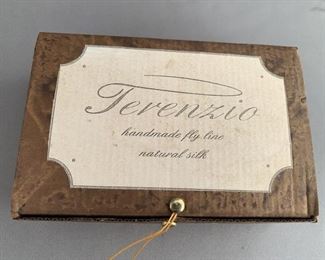 Terenzio
handmade fly line
natural silk